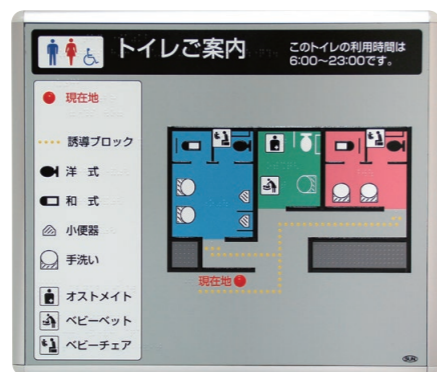 トイレご案内
このトイレの利用時間は
6:00～23:00です。
現在地
誘導ブロック
洋 式
和 式
小便器
手洗い
オストメイト
ベビーベット
ベビーチェア
現在地